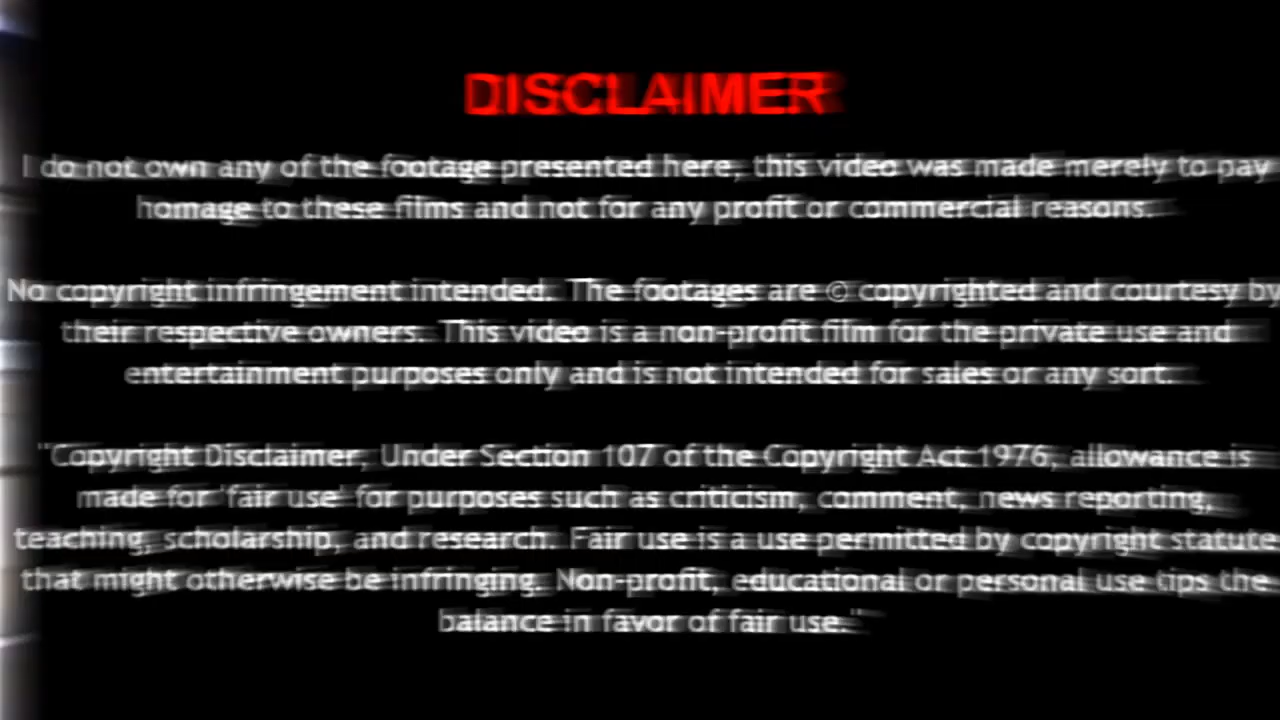 DISCLAIMER
I do not own any of the footage presented here, this video was made merely to pay
homage to these films and not for any profit or commercial reasons.
No copyright infringement intended. The footages are © copyrighted and courtesy by
their respective owners. This video is a non-profit film for the private use and
entertainment purposes only and is not intended for sales or any sort.
"Copyright Disclaimer, Under Section 107 of the Copyright Act 1976, allowance is
made for 'fair use' for purposes such as criticism, comment, news reporting,
teaching, scholarship, and research. Fair use is a use permitted by copyright statute
that might otherwise be infringing. Non-profit, educational or personal use tips the
balance in favor of fair use."